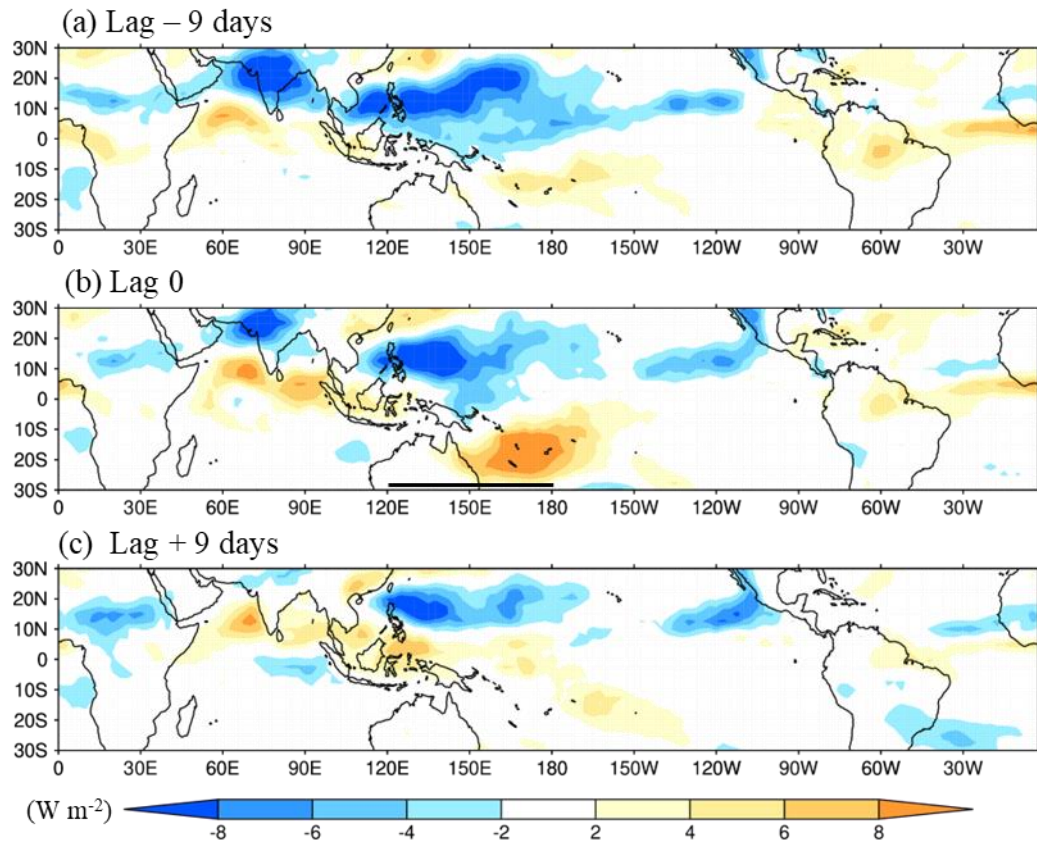 (a) Lag – 9 days
30N
20N
10N
0
10S
20S
30S
0 30E 60E 90E 120E 150E 180 150W 120W 90W 60W 30W
(b) Lag 0
30N
20N
10N
0
10S
20S
30S
0 30E 60E 90E 120E 150E 180 150W 120W 90W 60W 30W
(c) Lag + 9 days
30N
20N
10N
0
10S
20S
30S
0 30E 60E 90E 120E 150E 180 150W 120W 90W 60W 30W
(W m⁻²)
-8 -6 -4 -2 2 4 6 8